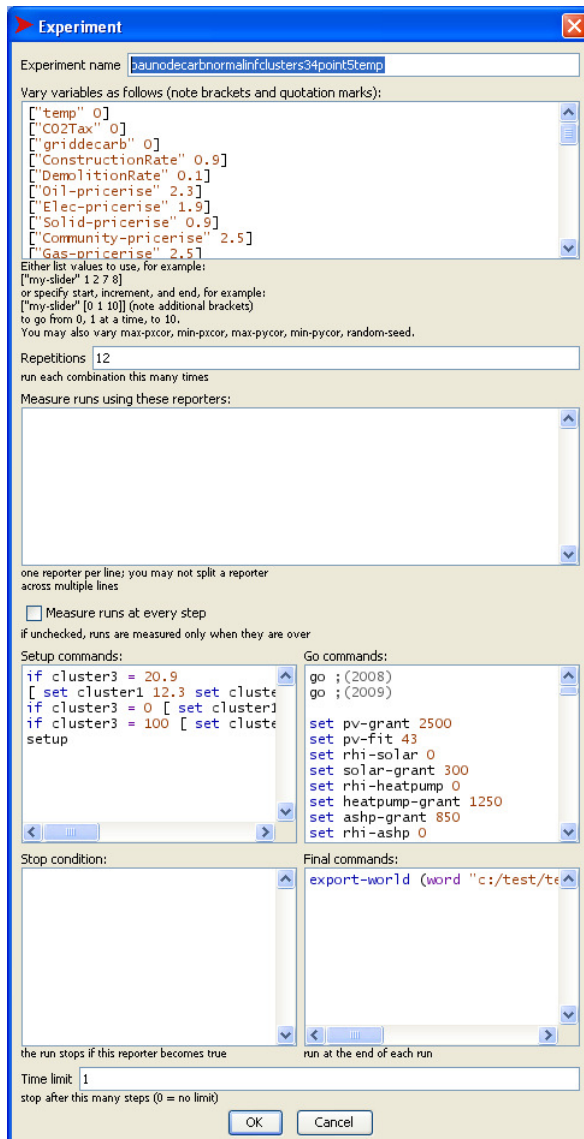 Experiment
Experiment name baunodecarbnormalinfclusters34point5temp
Vary variables as follows (note brackets and quotation marks):
["temp" 0]
["CO2Tax" 0]
["griddecarb" 0]
["ConstructionRate" 0.9]
["DemolitionRate" 0.1]
["Oil-pricerise" 2.3]
["Elec-pricerise" 1.9]
["Solid-pricerise" 0.9]
["Community-pricerise" 2.5]
["Gas-pricerise" 2.5]
Either list values to use, for example:
["my-slider" 1 2 7 8]
or specify start, increment, and end, for example:
["my-slider" [0 1 10]] (note additional brackets)
to go from 0, 1 at a time, to 10.
You may also vary max-pxcor, min-pxcor, max-pycor, min-pycor, random-seed.
Repetitions 12
run each combination this many times
Measure runs using these reporters:
one reporter per line; you may not split a reporter
across multiple lines
Measure runs at every step
if unchecked, runs are measured only when they are over
Setup commands:
if cluster3 = 20.9
[ set cluster1 12.3 set cluste
if cluster3 = 0 [ set cluster1
if cluster3 = 100 [ set cluste
setup
Go commands:
go ;(2008)
go ;(2009)
set pv-grant 2500
set pv-fit 43
set rhi-solar 0
set solar-grant 300
set rhi-heatpump 0
set heatpump-grant 1250
set ashp-grant 850
set rhi-ashp 0
Stop condition:
the run stops if this reporter becomes true
Final commands:
export-world (word "c:/test/te
run at the end of each run
Time limit 1
stop after this many steps (0 = no limit)
OK
Cancel